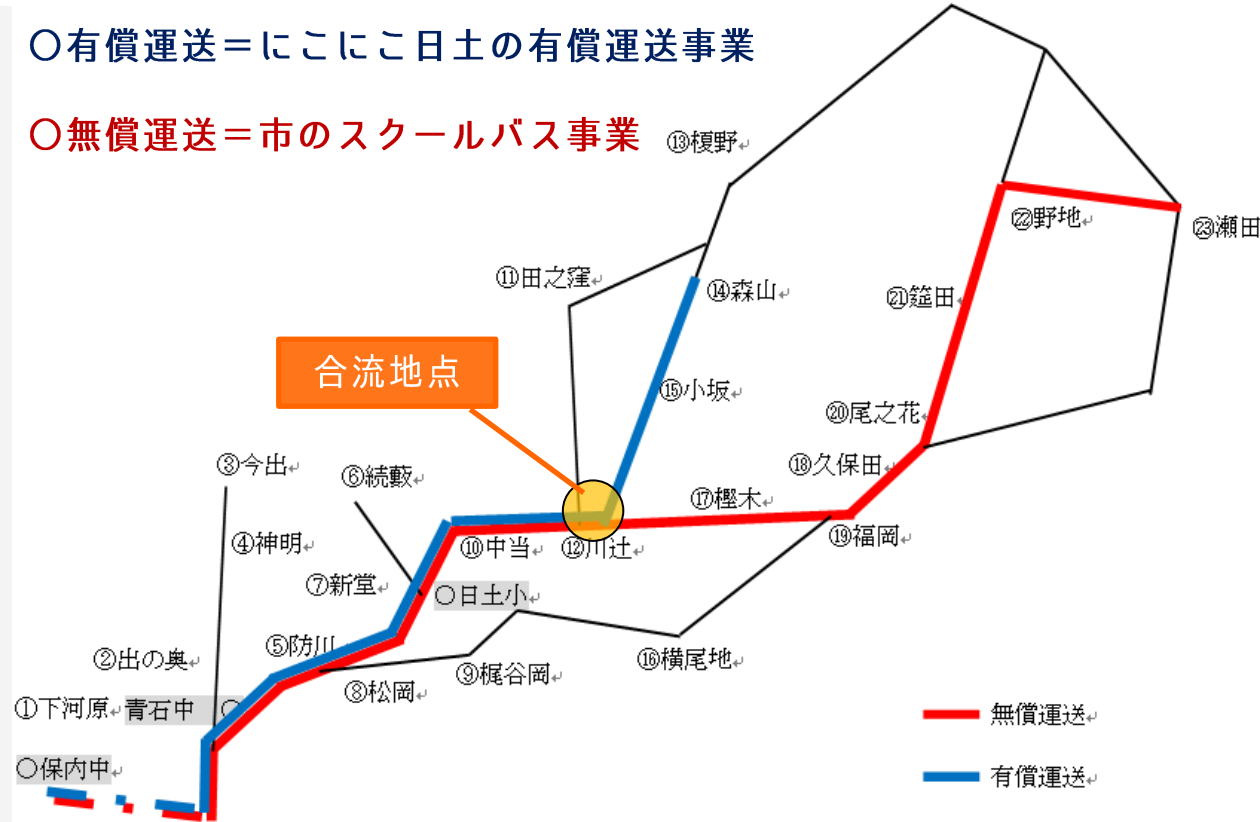 〇有償運送＝にこにこ日土の有償運送事業
〇無償運送＝市のスクールバス事業
⑬榎野
⑪田之窪
⑭森山
㉒野地
㉓瀬田
㉑筵田
合流地点
⑮小坂
⑳尾之花
③今出
⑥続藪
⑱久保田
⑰樫木
④神明
⑩中当
⑫川辻
⑲福岡
⑦新堂
〇日土小
⑤防川
②出の奥
⑧松岡
⑨梶谷岡
⑯横尾地
①下河原
青石中 〇
〇保内中
無償運送
有償運送